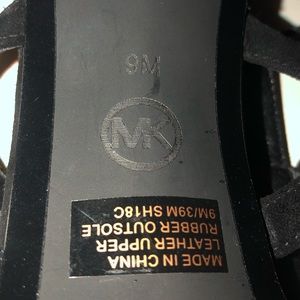 9M
MK
MADE IN CHINA
LEATHER UPPER
RUBBER OUTSOLE
9M/39M SH18C